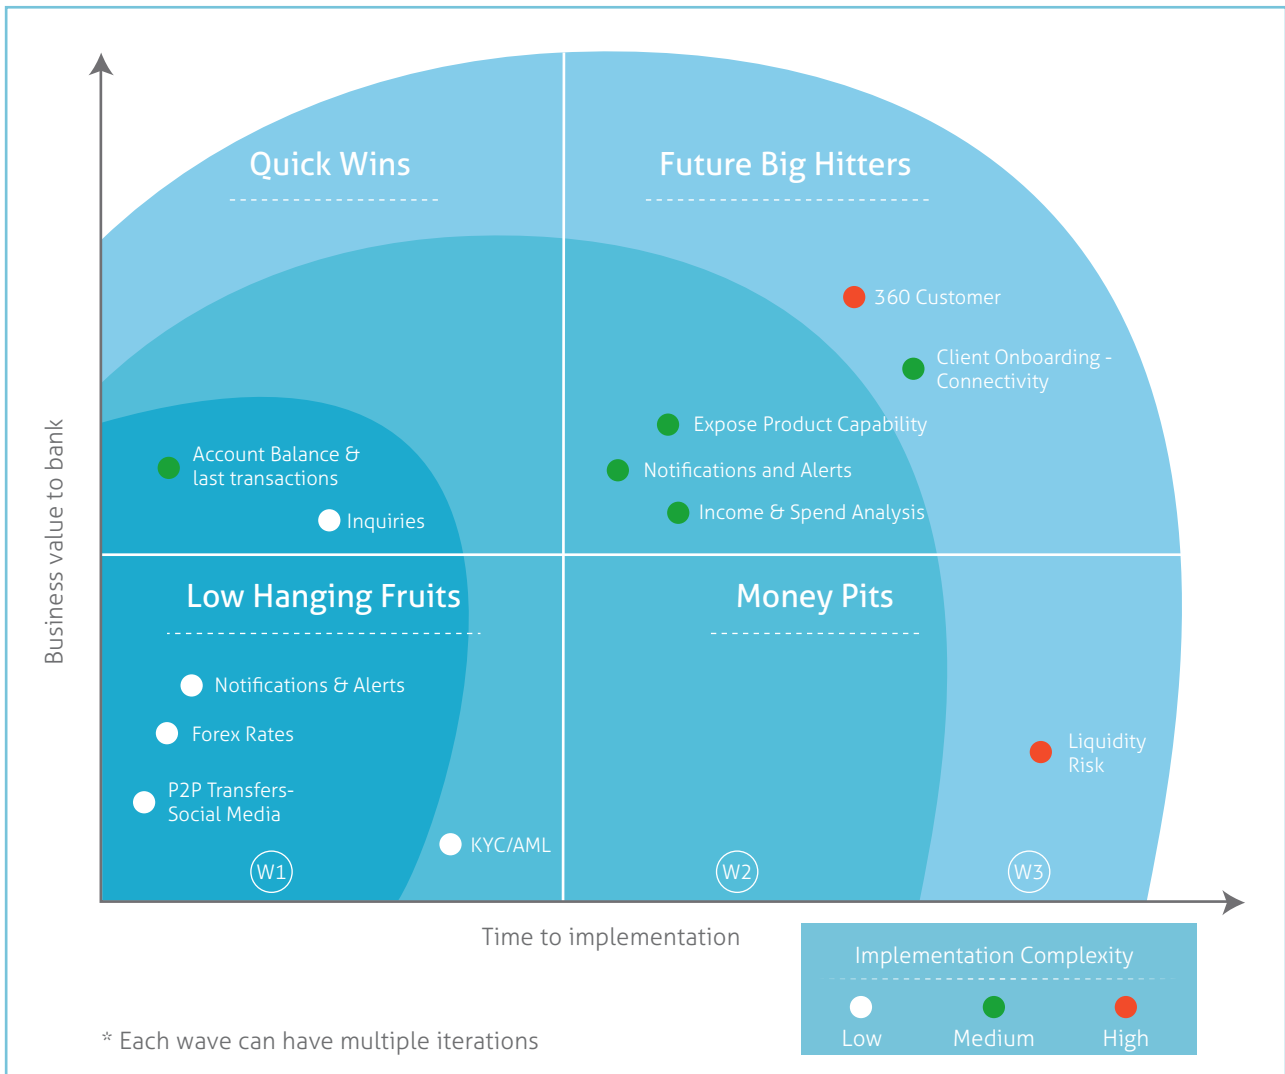 Quick Wins
Future Big Hitters
360 Customer
Client Onboarding -
Connectivity
Expose Product Capability
Account Balance &
last transactions
Notifications and Alerts
Income & Spend Analysis
Inquiries
Business value to bank
Low Hanging Fruits
Money Pits
Notifications & Alerts
Forex Rates
Liquidity
Risk
P2P Transfers-
Social Media
KYC/AML
W1
W2
W3
Time to implementation
Implementation Complexity
Low
Medium
High
* Each wave can have multiple iterations